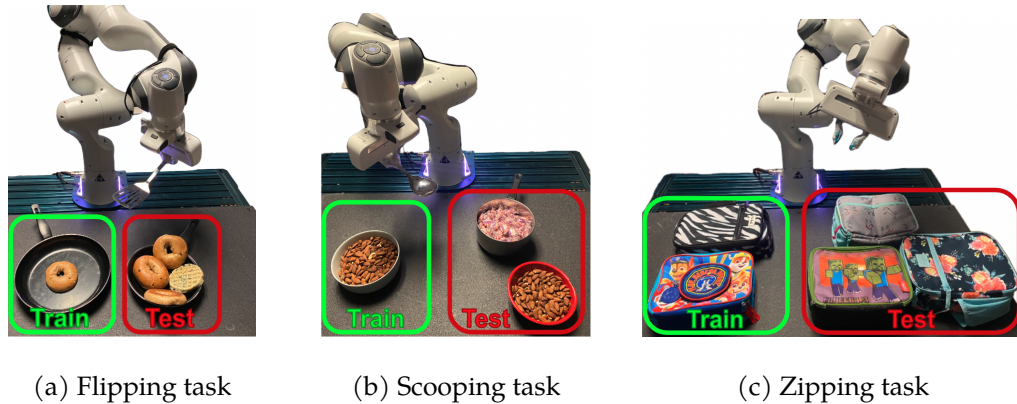 Train
Test
Train
Test
Train
Test
(a) Flipping task
(b) Scooping task
(c) Zipping task